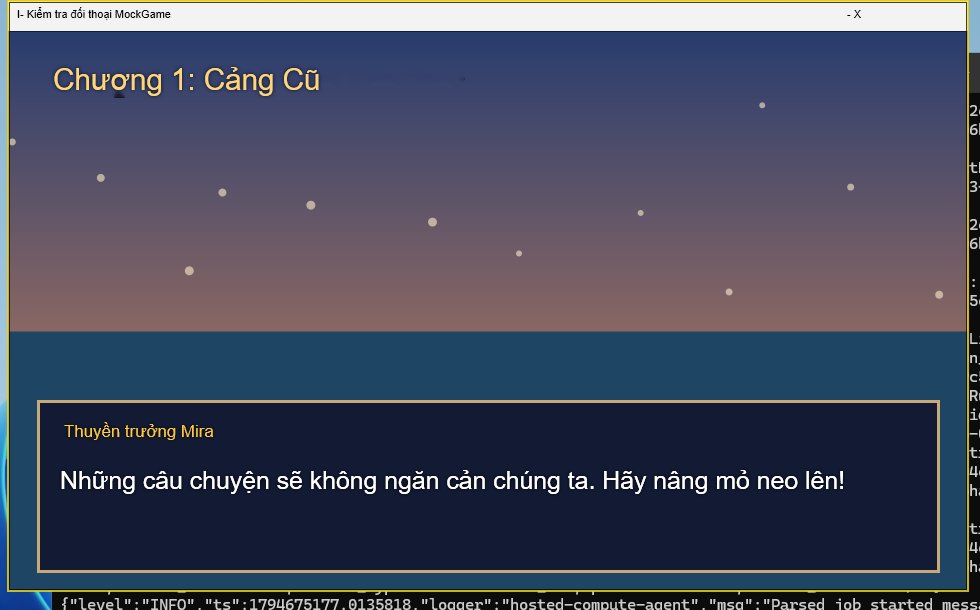 I- Kiểm tra đối thoại MockGame
- X
Chương 1: Cảng Cũ
Thuyền trưởng Mira
Những câu chuyện sẽ không ngăn cản chúng ta. Hãy nâng mỏ neo lên!
{"level":"INFO","ts":1794675177.0135818,"logger":"hosted-compute-agent","msg":"Parsed job started